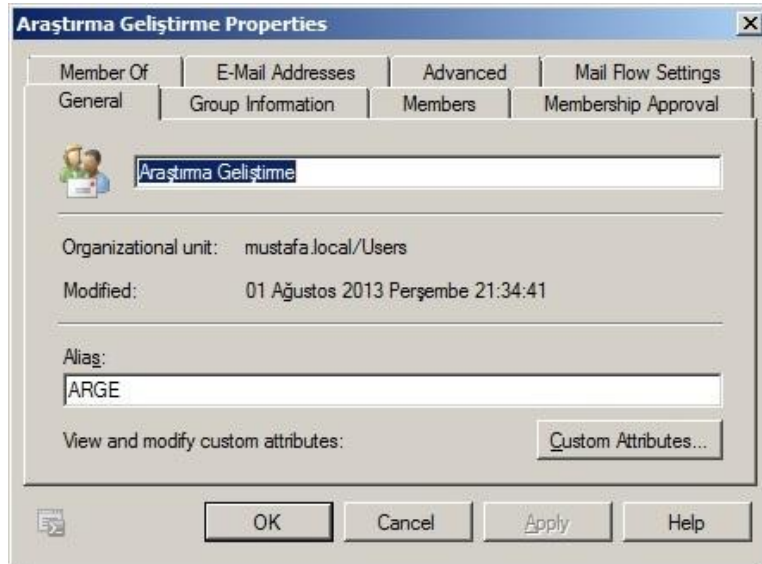 Araştırma Geliştirme Properties
Member Of E-Mail Addresses Advanced Mail Flow Settings
General Group Information Members Membership Approval
Araştırma Geliştirme
Organizational unit: mustafa.local/Users
Modified: 01 Ağustos 2013 Perşembe 21:34:41
Alias:
ARGE
View and modify custom attributes: Custom Attributes...
OK Cancel Apply Help